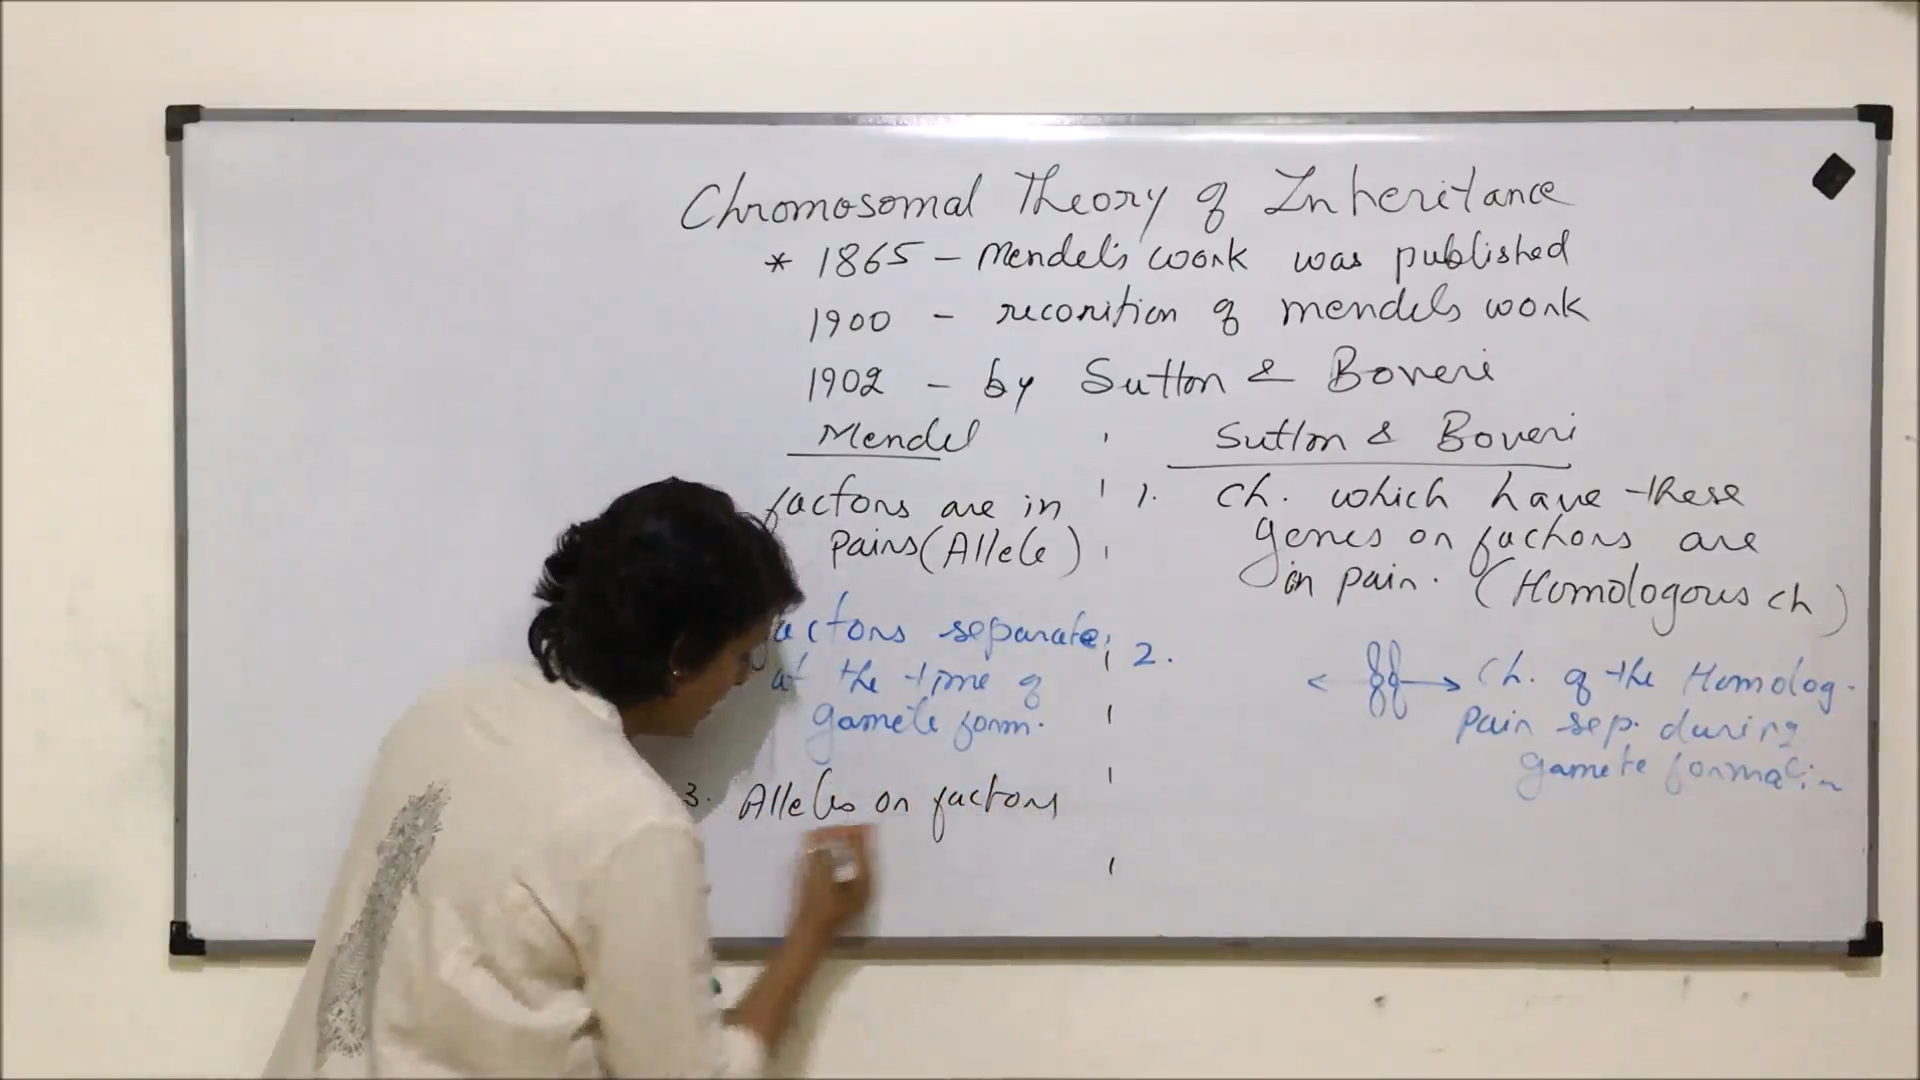 Chromosomal Theory of Inheritance
* 1865 - Mendel's work was published
1900 - reconition of mendels work
1902 - by Sutton & Boveri
Mendel
Sutton & Boveri
factors are in
pairs (Allele)
1. Ch. which have these
genes or factors are
in pair. (Homologous ch)
actors separate
at the time of
gamete form.
2.
Ch. of the Homolog.
pair sep. during
gamete formation
3. Alleles or factors